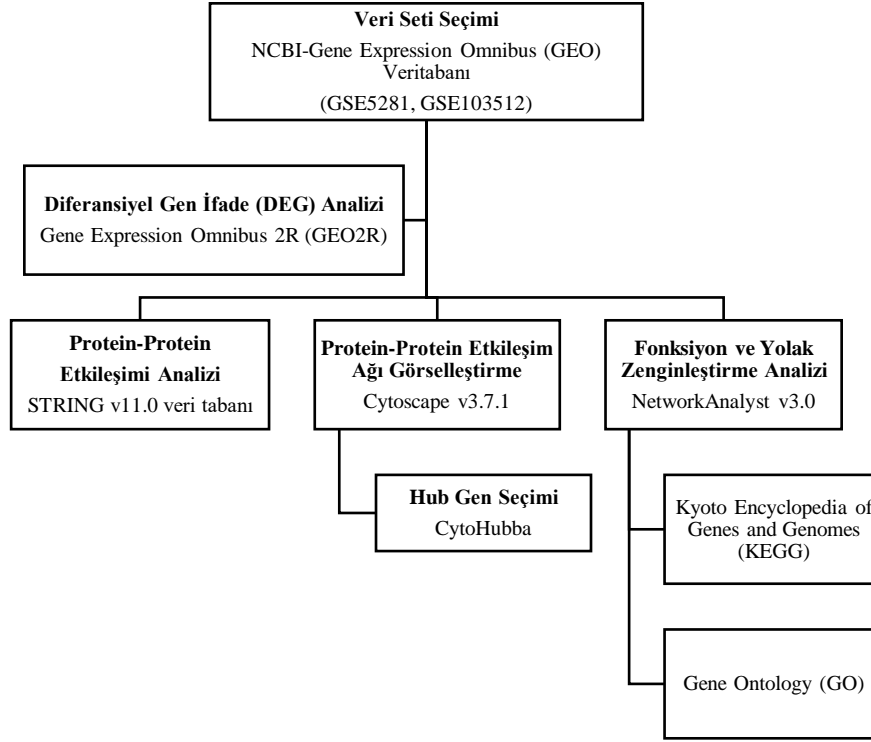 Veri Seti Seçimi
NCBI-Gene Expression Omnibus (GEO)
Veritabanı
(GSE5281, GSE103512)
Diferansiyel Gen İfade (DEG) Analizi
Gene Expression Omnibus 2R (GEO2R)
Protein-Protein
Etkileşimi Analizi
STRING v11.0 veri tabanı
Protein-Protein Etkileşim
Ağı Görselleştirme
Cytoscape v3.7.1
Fonksiyon ve Yolak
Zenginleştirme Analizi
NetworkAnalyst v3.0
Hub Gen Seçimi
CytoHubba
Kyoto Encyclopedia of
Genes and Genomes
(KEGG)
Gene Ontology (GO)